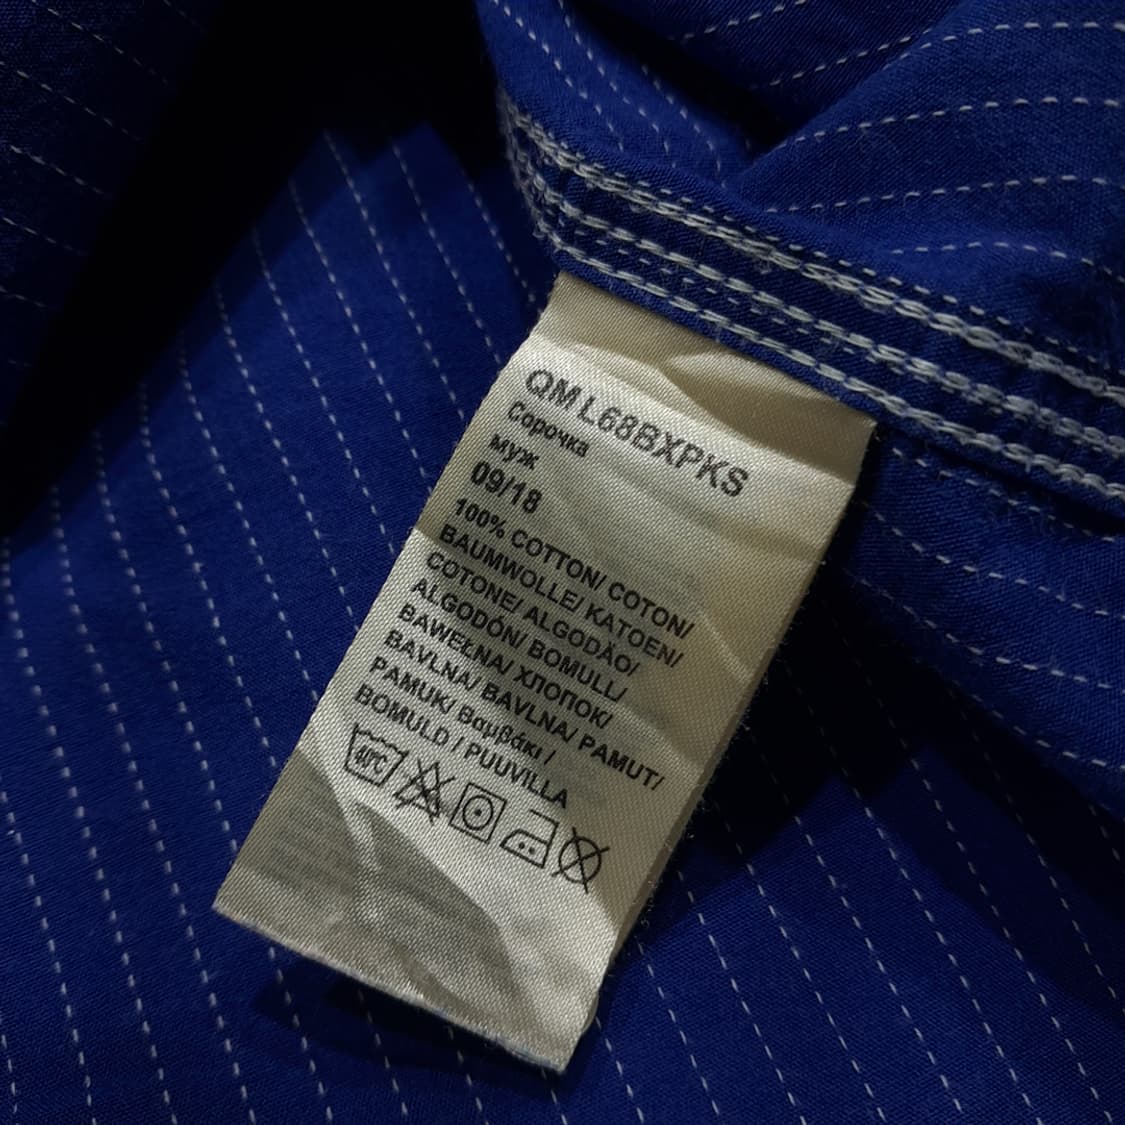 QM L68BXPKS
Сорочка
муж
09/18
100% COTTON/ COTON/
BAUMWOLLE/ KATOEN/
COTONE/ ALGODÃO/
ALGODÓN/ BOMULL/
BAWEŁNA/ ХЛОПОК/
BAVLNA/ BAVLNA/ PAMUT/
PAMUK/ Βαμβάκι /
BOMULD / PUUVILLA
40°C